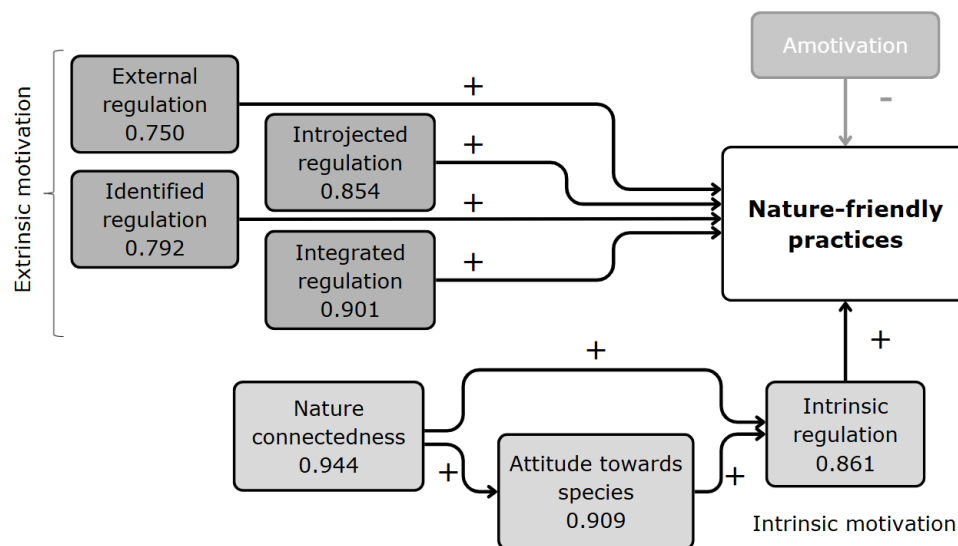 Amotivation
-
External
regulation
0.750
+
Introjected
regulation
0.854
+
Extrinsic motivation
Identified
regulation
0.792
+
Integrated
regulation
0.901
+
Nature-friendly
practices
+
+
Nature
connectedness
0.944
+
Attitude towards
species
0.909
+
Intrinsic
regulation
0.861
Intrinsic motivation